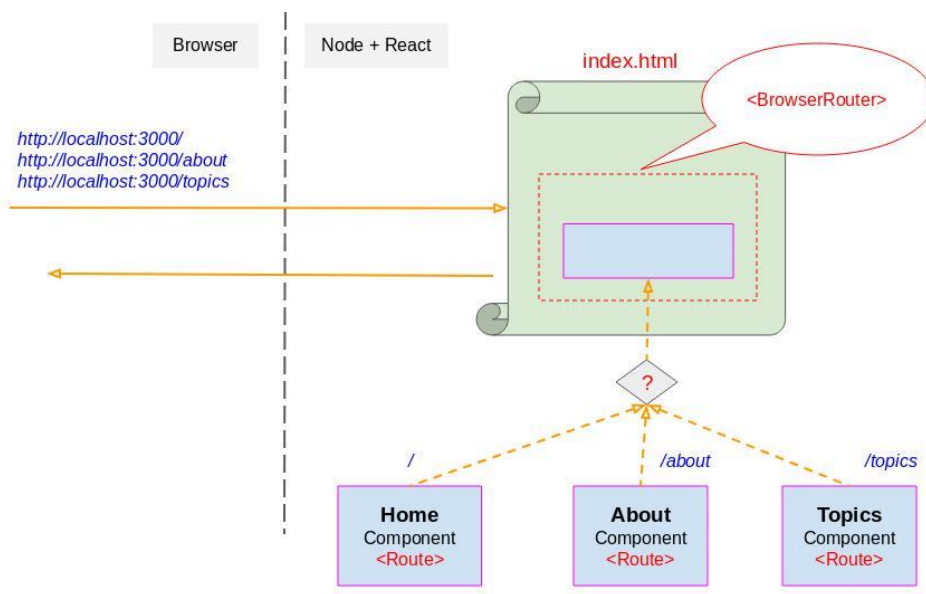 Browser
Node + React
index.html
<BrowserRouter>
http://localhost:3000/
http://localhost:3000/about
http://localhost:3000/topics
?
/
/about
/topics
Home
Component
<Route>
About
Component
<Route>
Topics
Component
<Route>